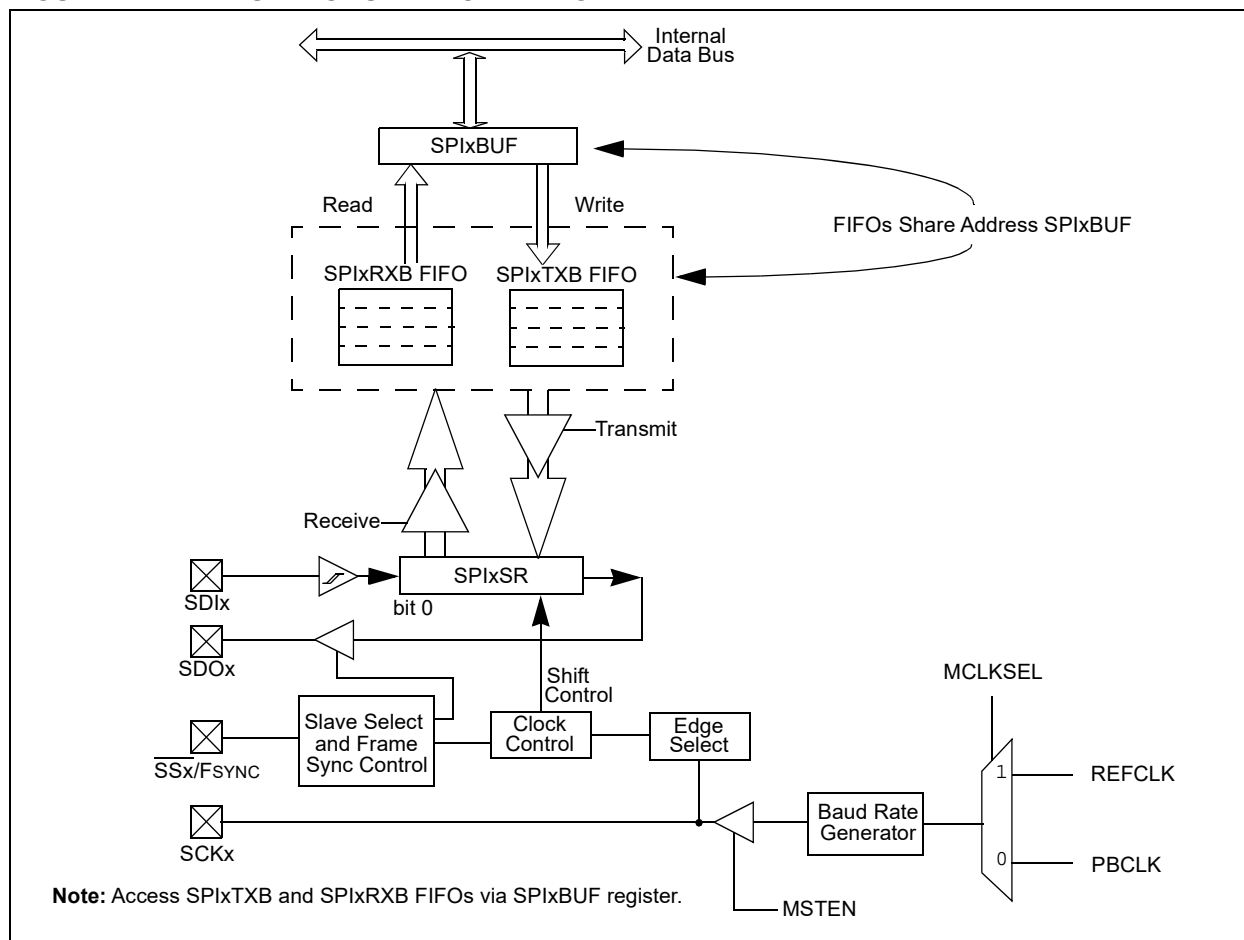 Internal
Data Bus
SPIxBUF
Read
Write
FIFOs Share Address SPIxBUF
SPIxRXB FIFO
SPIxTXB FIFO
Transmit
Receive
SPIxSR
SDIx
bit 0
SDOx
Shift
Control
MCLKSEL
Slave Select
and Frame
Sync Control
Clock
Control
Edge
Select
SSx/FSYNC
1
REFCLK
Baud Rate
Generator
SCKx
0
PBCLK
Note: Access SPIxTXB and SPIxRXB FIFOs via SPIxBUF register.
MSTEN